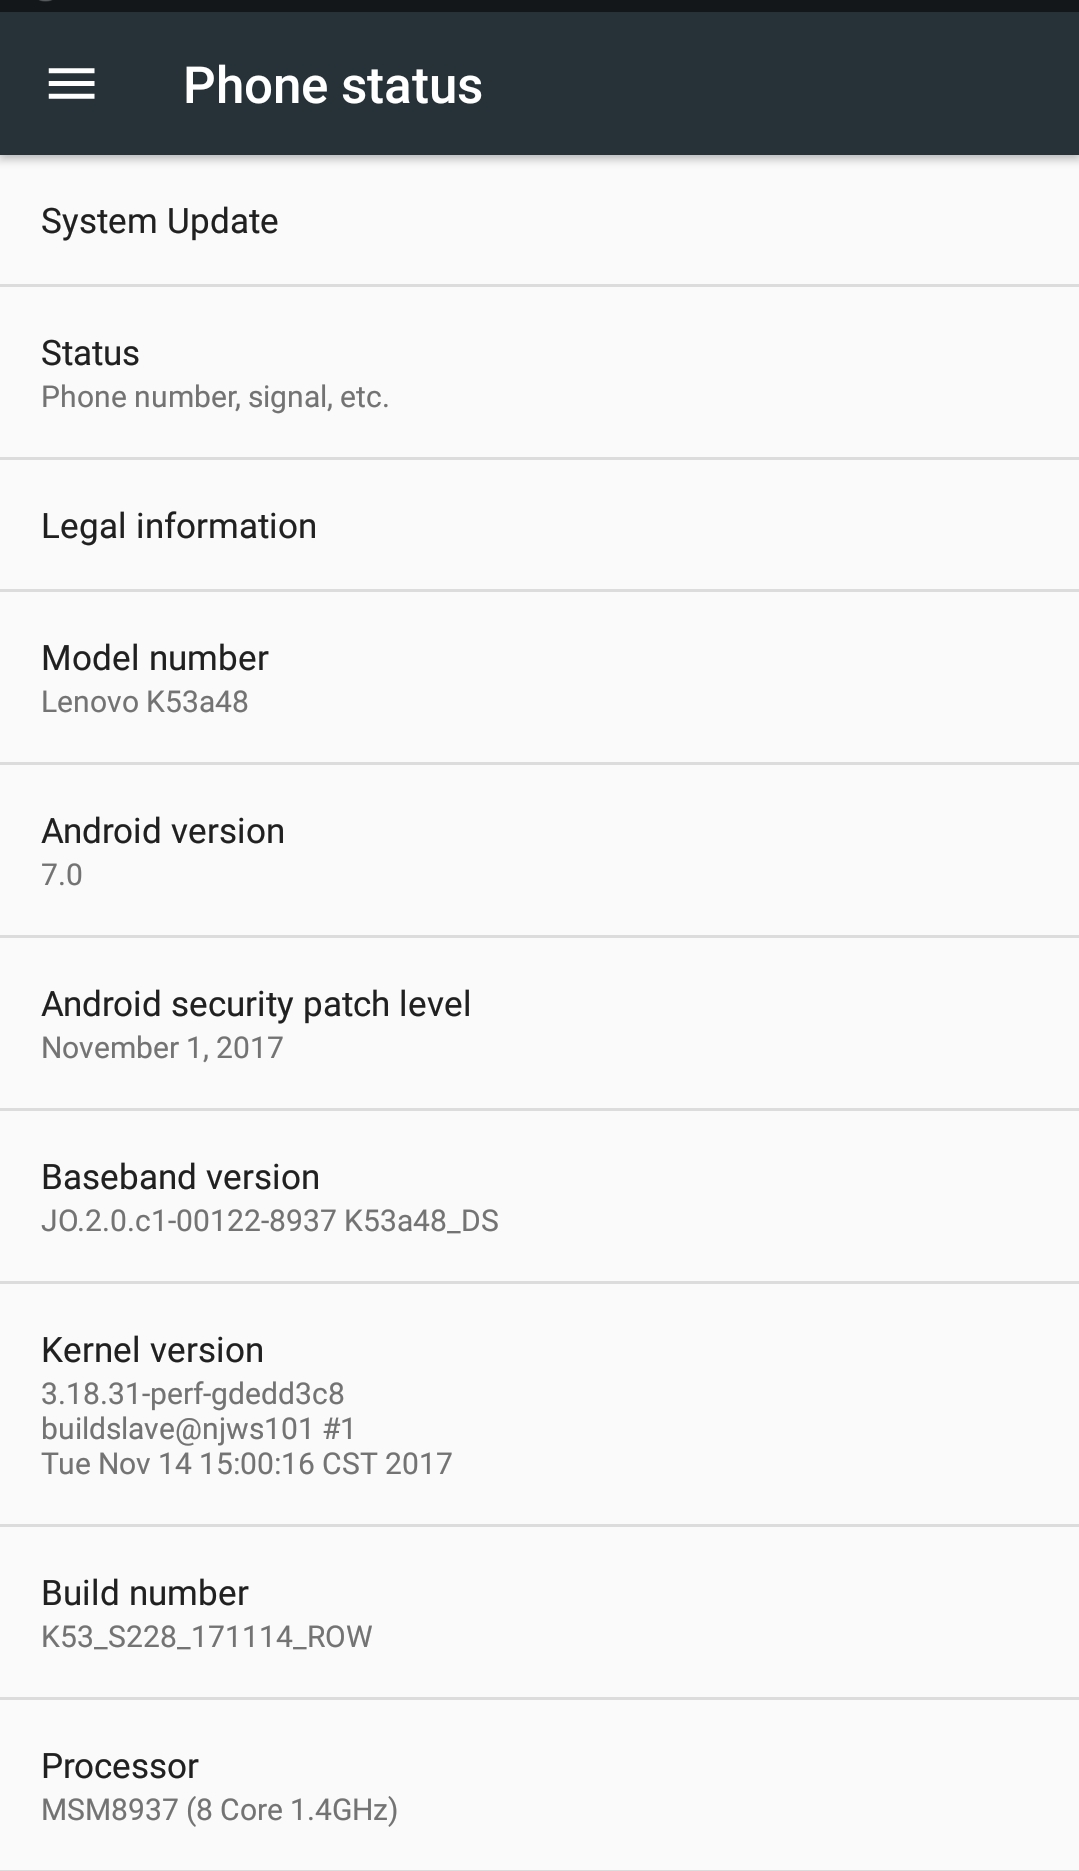 Phone status
System Update
Status
Phone number, signal, etc.
Legal information
Model number
Lenovo K53a48
Android version
7.0
Android security patch level
November 1, 2017
Baseband version
JO.2.0.c1-00122-8937 K53a48_DS
Kernel version
3.18.31-perf-gdedd3c8
buildslave@njws101 #1
Tue Nov 14 15:00:16 CST 2017
Build number
K53_S228_171114_ROW
Processor
MSM8937 (8 Core 1.4GHz)